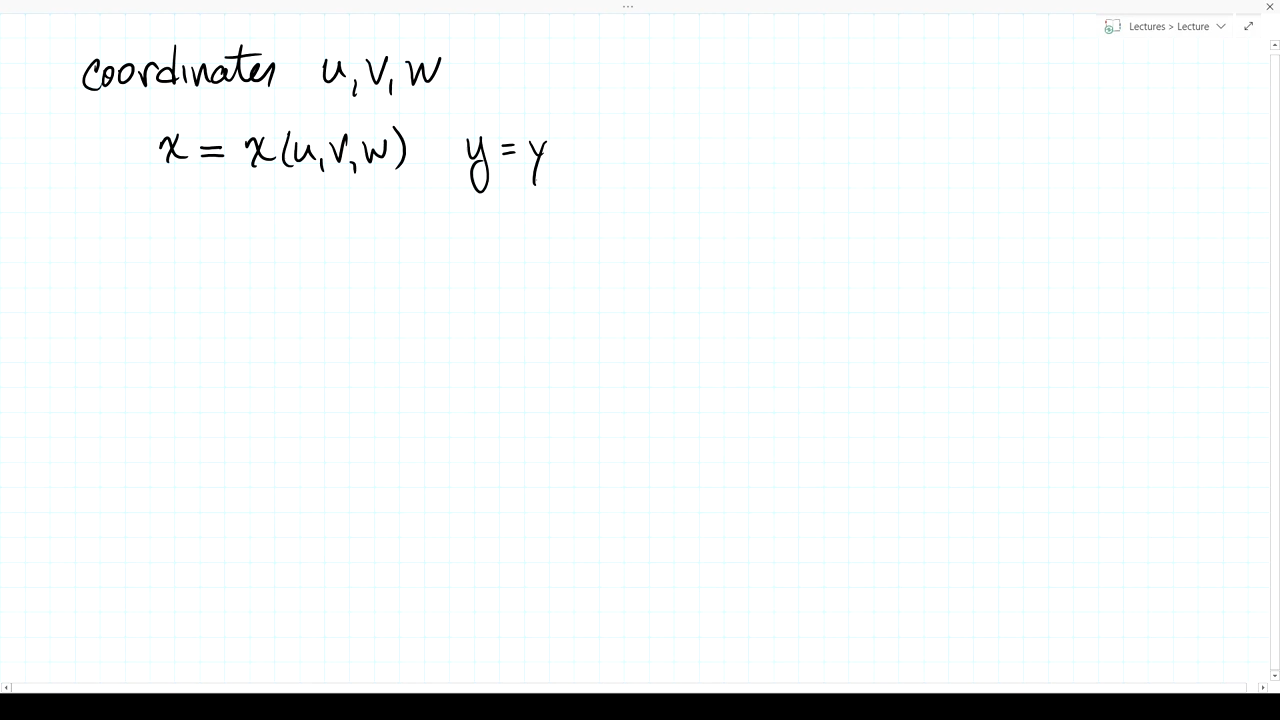 Lectures > Lecture
coordinates u, v, w
x = x(u, v, w) y = y